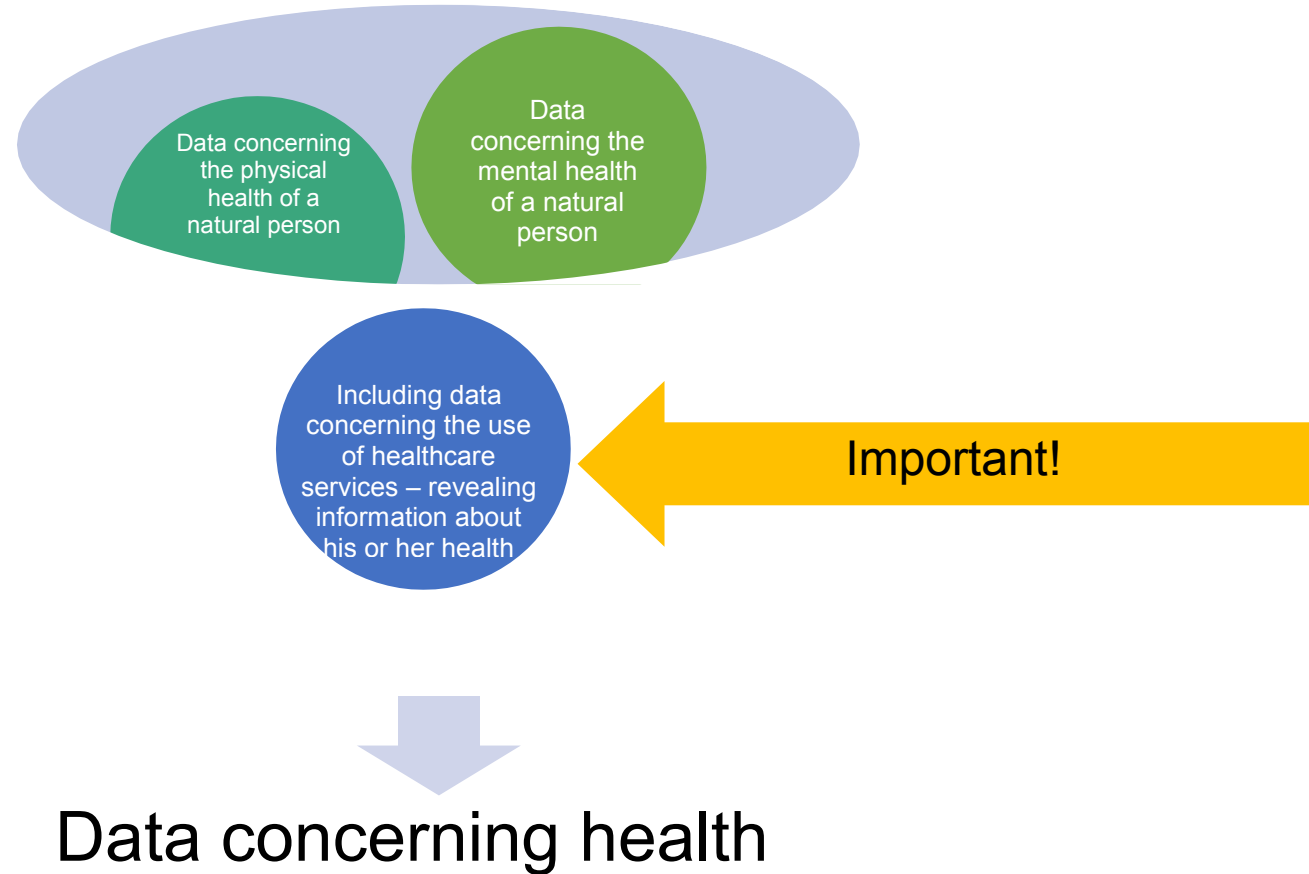 Data concerning
the physical
health of a
natural person
Data
concerning the
mental health
of a natural
person
Including data
concerning the use
of healthcare
services – revealing
information about
his or her health
Important!
Data concerning health